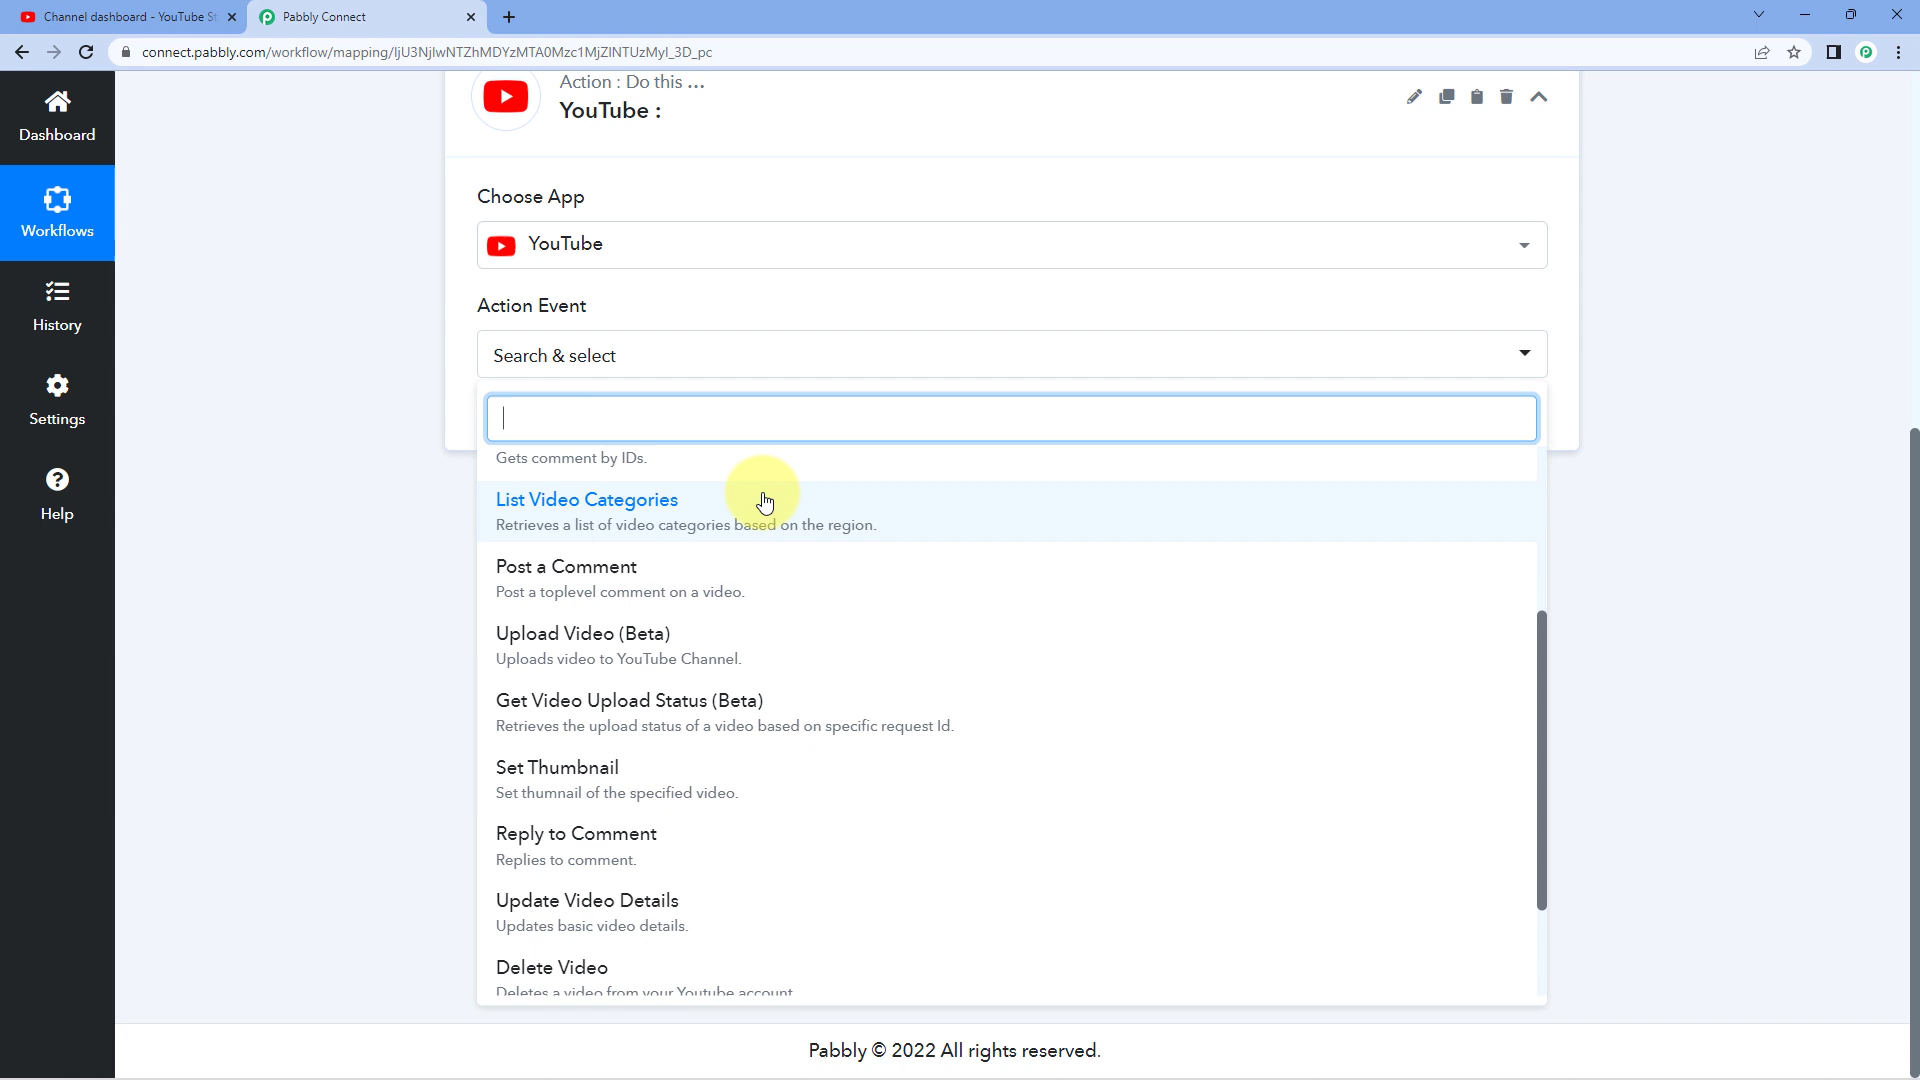 Channel dashboard - YouTube St
Pabbly Connect
connect.pabbly.com/workflow/mapping/IjU3NjIwNTZhMDYzMTA0Mzc1MjZlNTUzMyI_3D_pc
Dashboard
Workflows
History
Settings
Help
Action : Do this ...
YouTube :
Choose App
YouTube
Action Event
Search & select
Gets comment by IDs.
List Video Categories
Retrieves a list of video categories based on the region.
Post a Comment
Post a toplevel comment on a video.
Upload Video (Beta)
Uploads video to YouTube Channel.
Get Video Upload Status (Beta)
Retrieves the upload status of a video based on specific request Id.
Set Thumbnail
Set thumnail of the specified video.
Reply to Comment
Replies to comment.
Update Video Details
Updates basic video details.
Delete Video
Deletes a video from your Youtube account
Pabbly © 2022 All rights reserved.